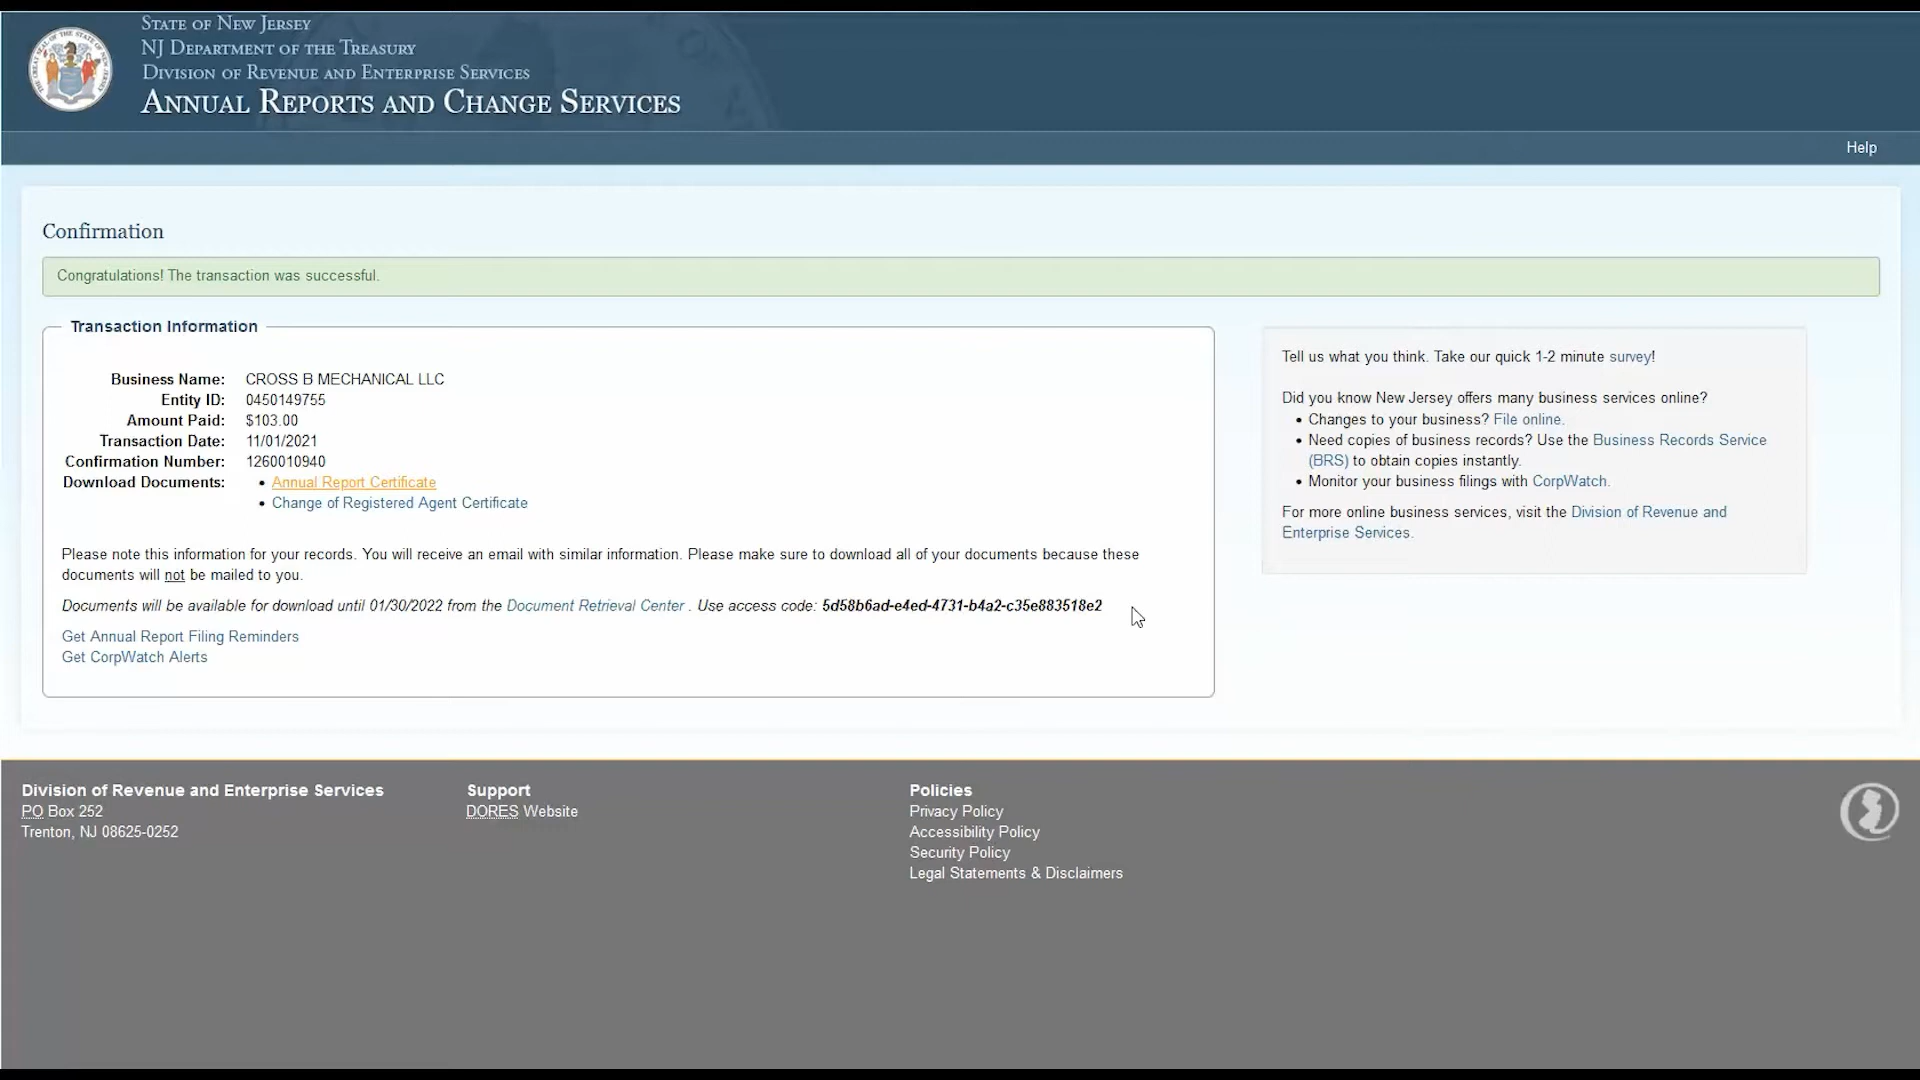 STATE OF NEW JERSEY
NJ DEPARTMENT OF THE TREASURY
DIVISION OF REVENUE AND ENTERPRISE SERVICES
ANNUAL REPORTS AND CHANGE SERVICES
Help
Confirmation
Congratulations! The transaction was successful.
Transaction Information
Business Name: CROSS B MECHANICAL LLC
Entity ID: 0450149755
Amount Paid: $103.00
Transaction Date: 11/01/2021
Confirmation Number: 1260010940
Download Documents: • Annual Report Certificate
• Change of Registered Agent Certificate
Please note this information for your records. You will receive an email with similar information. Please make sure to download all of your documents because these
documents will not be mailed to you.
Documents will be available for download until 01/30/2022 from the Document Retrieval Center . Use access code: 5d58b6ad-e4ed-4731-b4a2-c35e883518e2
Get Annual Report Filing Reminders
Get CorpWatch Alerts
Tell us what you think. Take our quick 1-2 minute survey!
Did you know New Jersey offers many business services online?
• Changes to your business? File online.
• Need copies of business records? Use the Business Records Service
(BRS) to obtain copies instantly.
• Monitor your business filings with CorpWatch.
For more online business services, visit the Division of Revenue and
Enterprise Services.
Division of Revenue and Enterprise Services
PO Box 252
Trenton, NJ 08625-0252
Support
DORES Website
Policies
Privacy Policy
Accessibility Policy
Security Policy
Legal Statements & Disclaimers